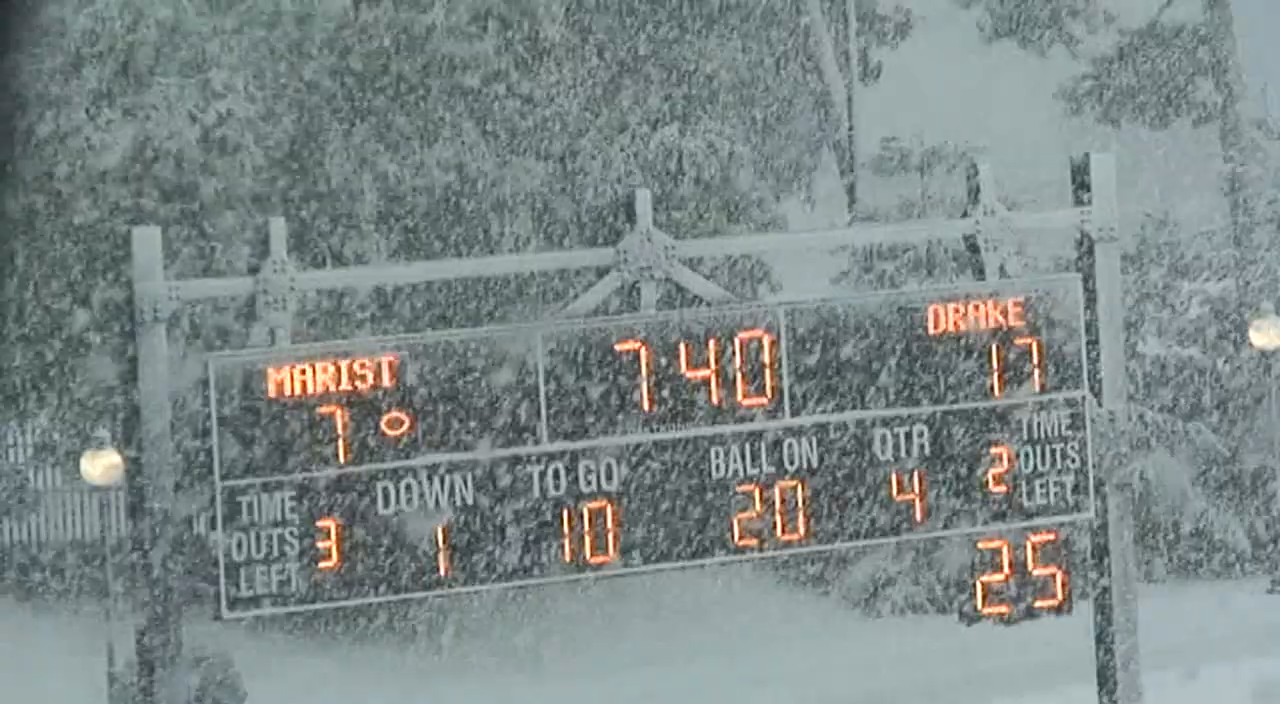 MARIST
7
7:40
DRAKE
17
TIME OUTS LEFT 3
DOWN 1
TO GO 10
BALL ON 20
QTR 4
2 TIME OUTS LEFT
25